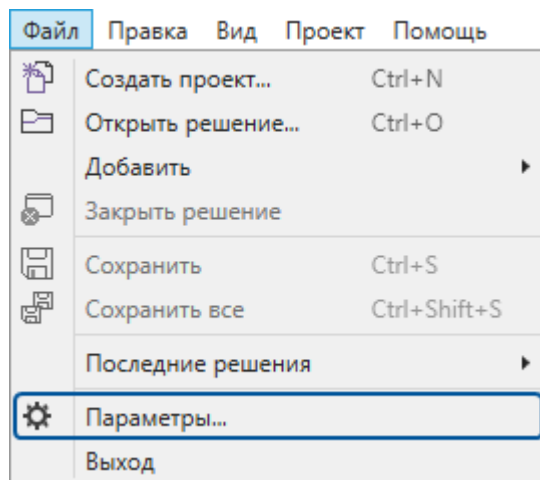 Файл Правка Вид Проект Помощь
Создать проект... Ctrl+N
Открыть решение... Ctrl+O
Добавить
Закрыть решение
Сохранить Ctrl+S
Сохранить все Ctrl+Shift+S
Последние решения
Параметры...
Выход